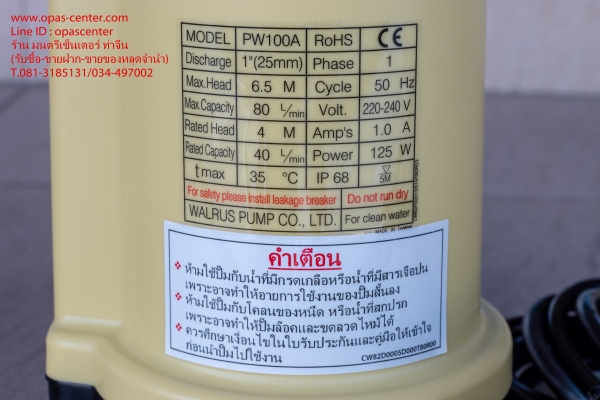 www.opas-center.com
Line ID : opascenter
ร้าน มนตรีเซ็นเตอร์ ท่าจีน
(รับซื่อ-ขายฝาก-ขายของหลุดจำนำ)
T.081-3185131/034-497002
MODEL PW100A RoHS CE
Discharge 1"(25mm) Phase 1
Max.Head 6.5 M Cycle 50 Hz
Max.Capacity 80 L/min Volt. 220-240 V
Rated Head 4 M Amp's 1.0 A
Rated Capacity 40 L/min Power 125 W
tmax 35 °C IP 68 5M
For safety please install leakage breaker Do not run dry
WALRUS PUMP CO., LTD. For clean water
MADE IN TAIWAN
คำเตือน
ห้ามใช้ปั๊มกับน้ำที่มีกรดเกลือหรือน้ำที่มีสารเจือปน
เพราะอาจทำให้อายุการใช้งานของปั๊มสั้นลง
ห้ามใช้ปั๊มกับโคลนของหนืด หรือน้ำที่สกปรก
เพราะอาจทำให้ปั๊มล๊อคและขดลวดไหม้ได้
ควรศึกษาเงื่อนไขในใบรับประกันและคู่มือให้เข้าใจ
ก่อนนำปั๊มไปใช้งาน
CW82D0005D000TB0R00